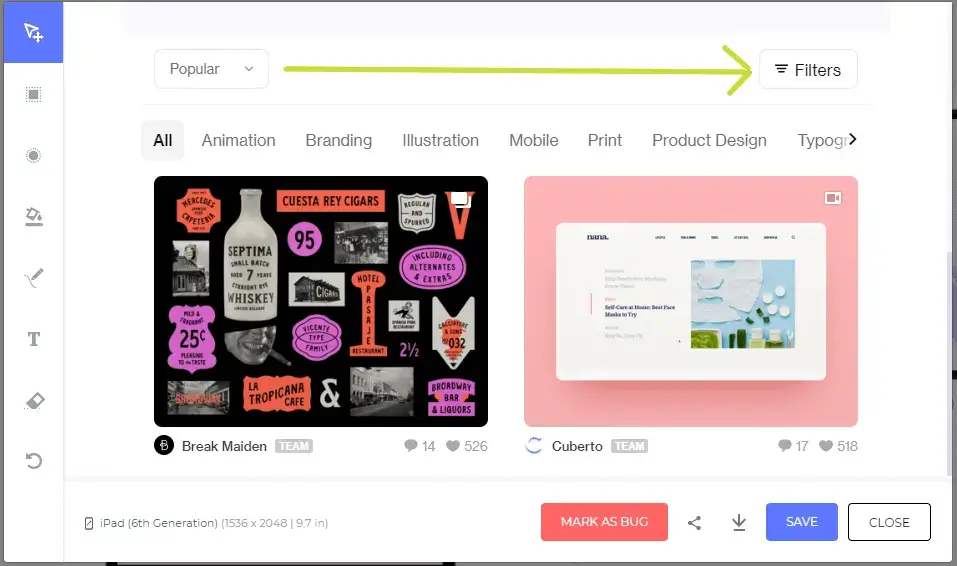 Popular
Filters
All Animation Branding Illustration Mobile Print Product Design Typogr
MERCEDES
CAFETERIA
CUESTA REY CIGARS
REGULAR
AND
SPURRED
V
SEPTIMA
SMALL BATCH
AGED 7 YEARS
STRAIGHT RYE
WHISKEY
95
INCLUDING
ALTERNATES
& EXTRAS
CIGARS
HOTEL
PASAJE
RESTAURANT
SPANISH PARK
RESTAURANT
CACCIATORE
& SONS
032
MILD &
FRAGRANT
25¢
PLEASING
TO THE TASTE
VICENTE
TYPE
FAMILY
2½
BROADWAY
LA
TROPICANA
CAFE
&
BROADWAY
BAR
& LIQUORS
nana.
Self-Care at Home: Best Face
Masks to Try
B Break Maiden TEAM 14 526
Cuberto TEAM 17 518
T
iPad (6th Generation) (1536 x 2048 | 9.7 in)
MARK AS BUG
SAVE
CLOSE